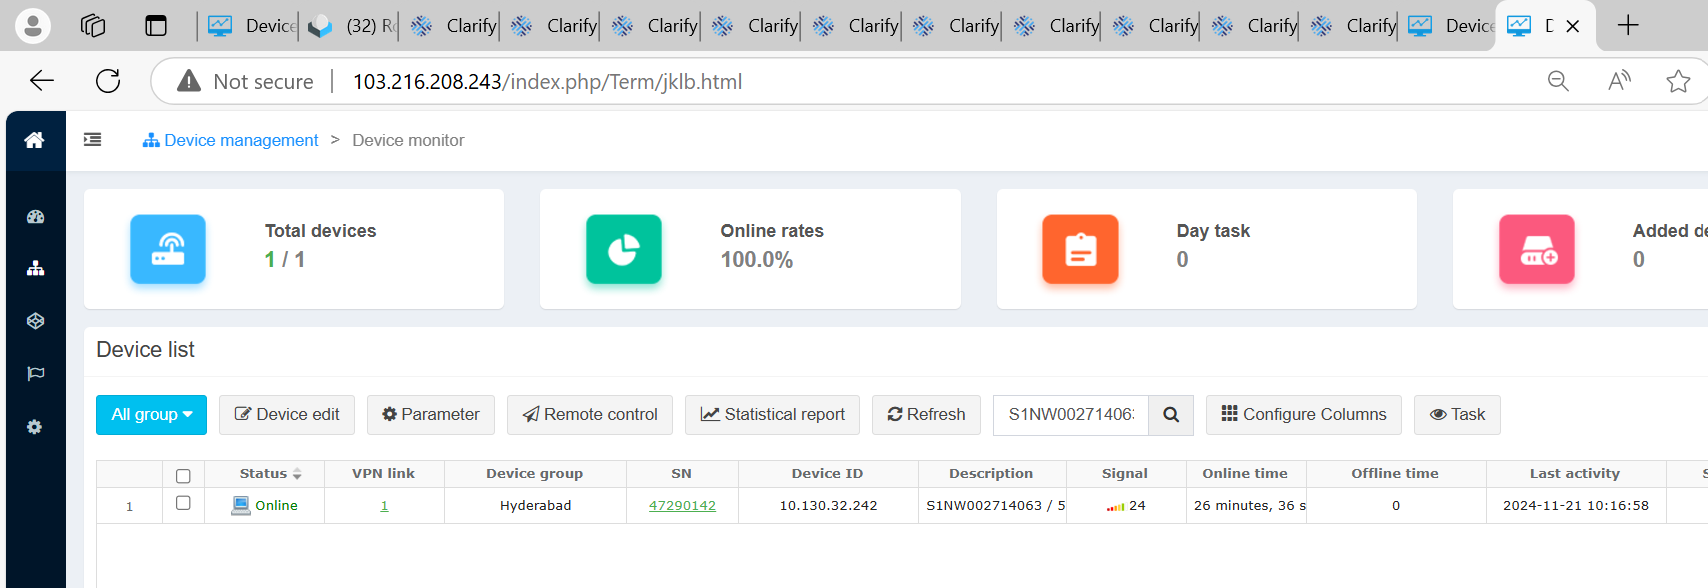 Device (32) Ro Clarify Clarify Clarify Clarify Clarify Clarify Clarify Clarify Clarify Clarify Device D
Not secure 103.216.208.243/index.php/Term/jklb.html
Device management > Device monitor
Total devices
1 / 1
Online rates
100.0%
Day task
0
Added de
0
Device list
All group Device edit Parameter Remote control Statistical report Refresh S1NW002714063 Configure Columns Task
Status VPN link Device group SN Device ID Description Signal Online time Offline time Last activity S
1 Online 1 Hyderabad 47290142 10.130.32.242 S1NW002714063 / 5 24 26 minutes, 36 s 0 2024-11-21 10:16:58